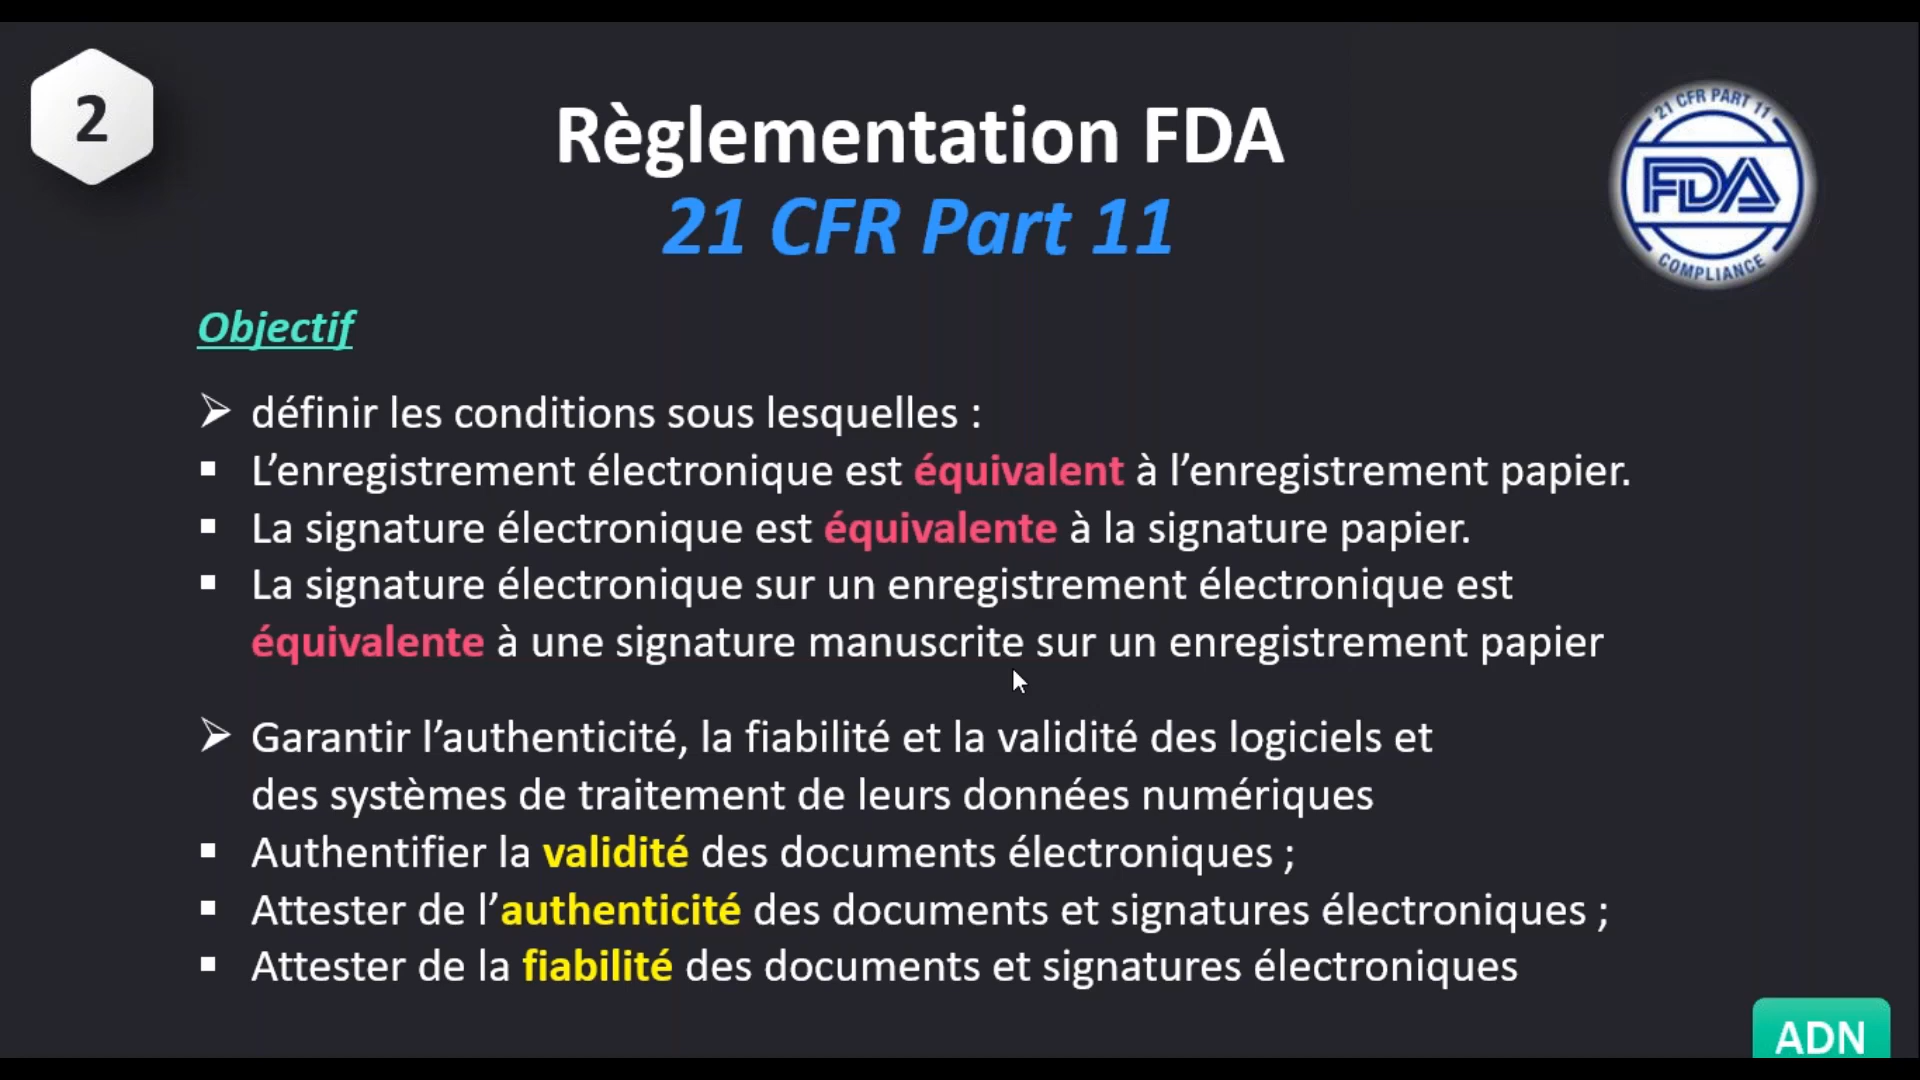 2
Règlementation FDA
21 CFR Part 11
21 CFR PART 11
FDA
COMPLIANCE
Objectif
➢ définir les conditions sous lesquelles :
▪ L’enregistrement électronique est équivalent à l’enregistrement papier.
▪ La signature électronique est équivalente à la signature papier.
▪ La signature électronique sur un enregistrement électronique est
équivalente à une signature manuscrite sur un enregistrement papier
➢ Garantir l’authenticité, la fiabilité et la validité des logiciels et
des systèmes de traitement de leurs données numériques
▪ Authentifier la validité des documents électroniques ;
▪ Attester de l’authenticité des documents et signatures électroniques ;
▪ Attester de la fiabilité des documents et signatures électroniques
ADN